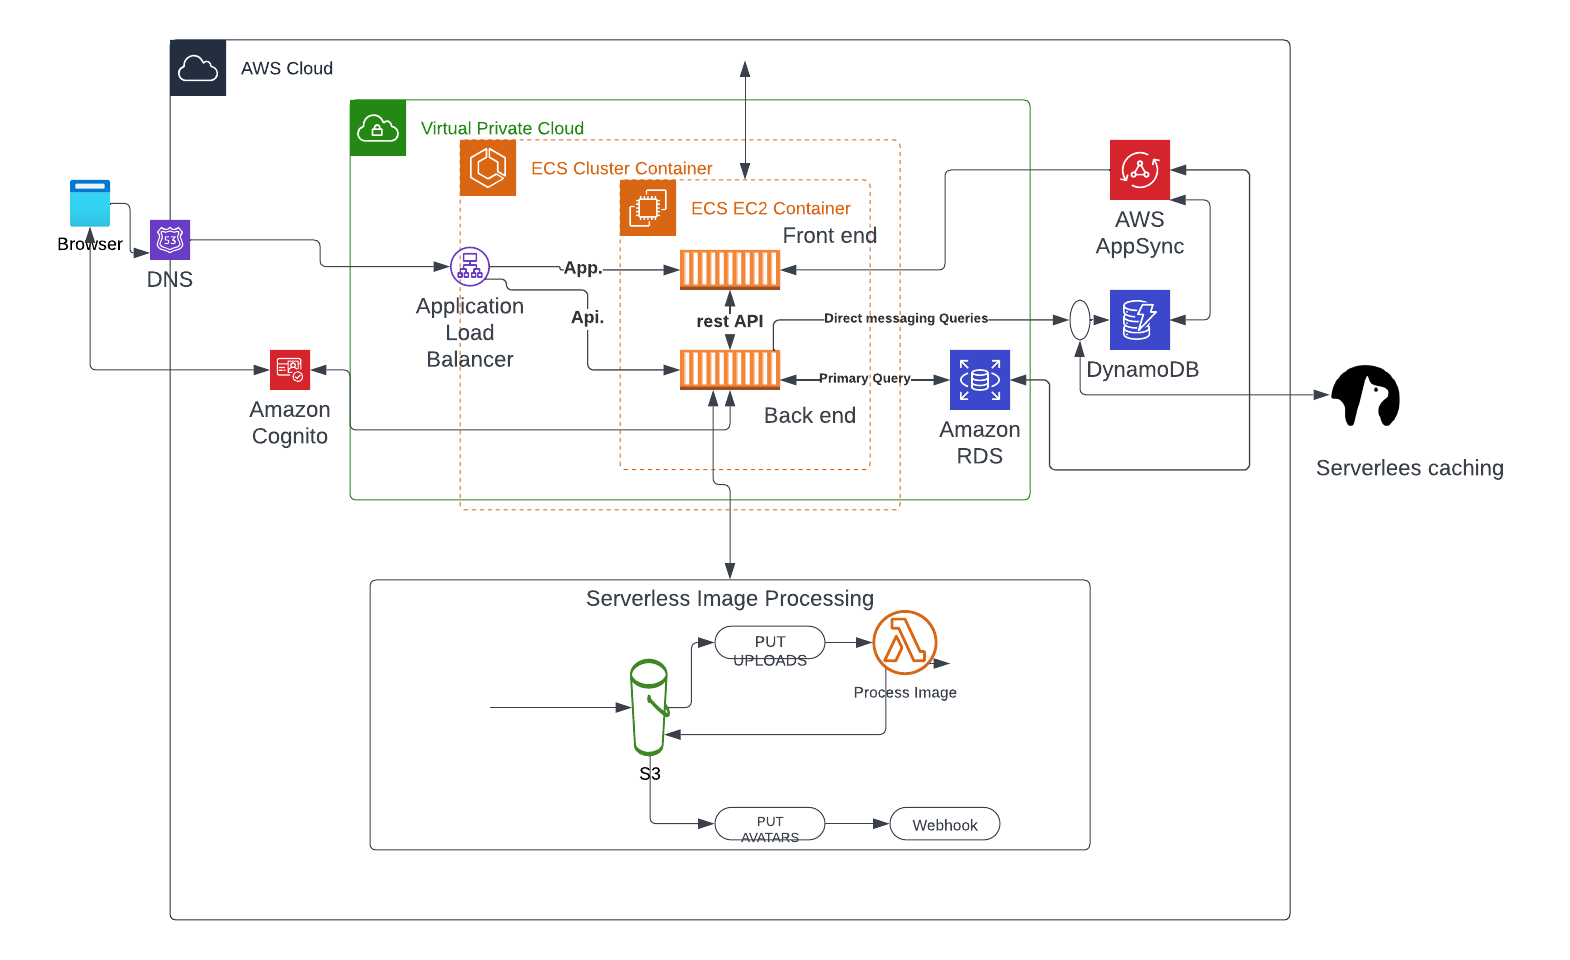 AWS Cloud
Virtual Private Cloud
ECS Cluster Container
ECS EC2 Container
Front end
Browser
53
DNS
AWS
AppSync
App.
Application
Load
Balancer
Api.
rest API
Direct messaging Queries
DynamoDB
Primary Query
Back end
Amazon
Cognito
Amazon
RDS
Serverlees caching
Serverless Image Processing
PUT
UPLOADS
Process Image
S3
PUT
AVATARS
Webhook